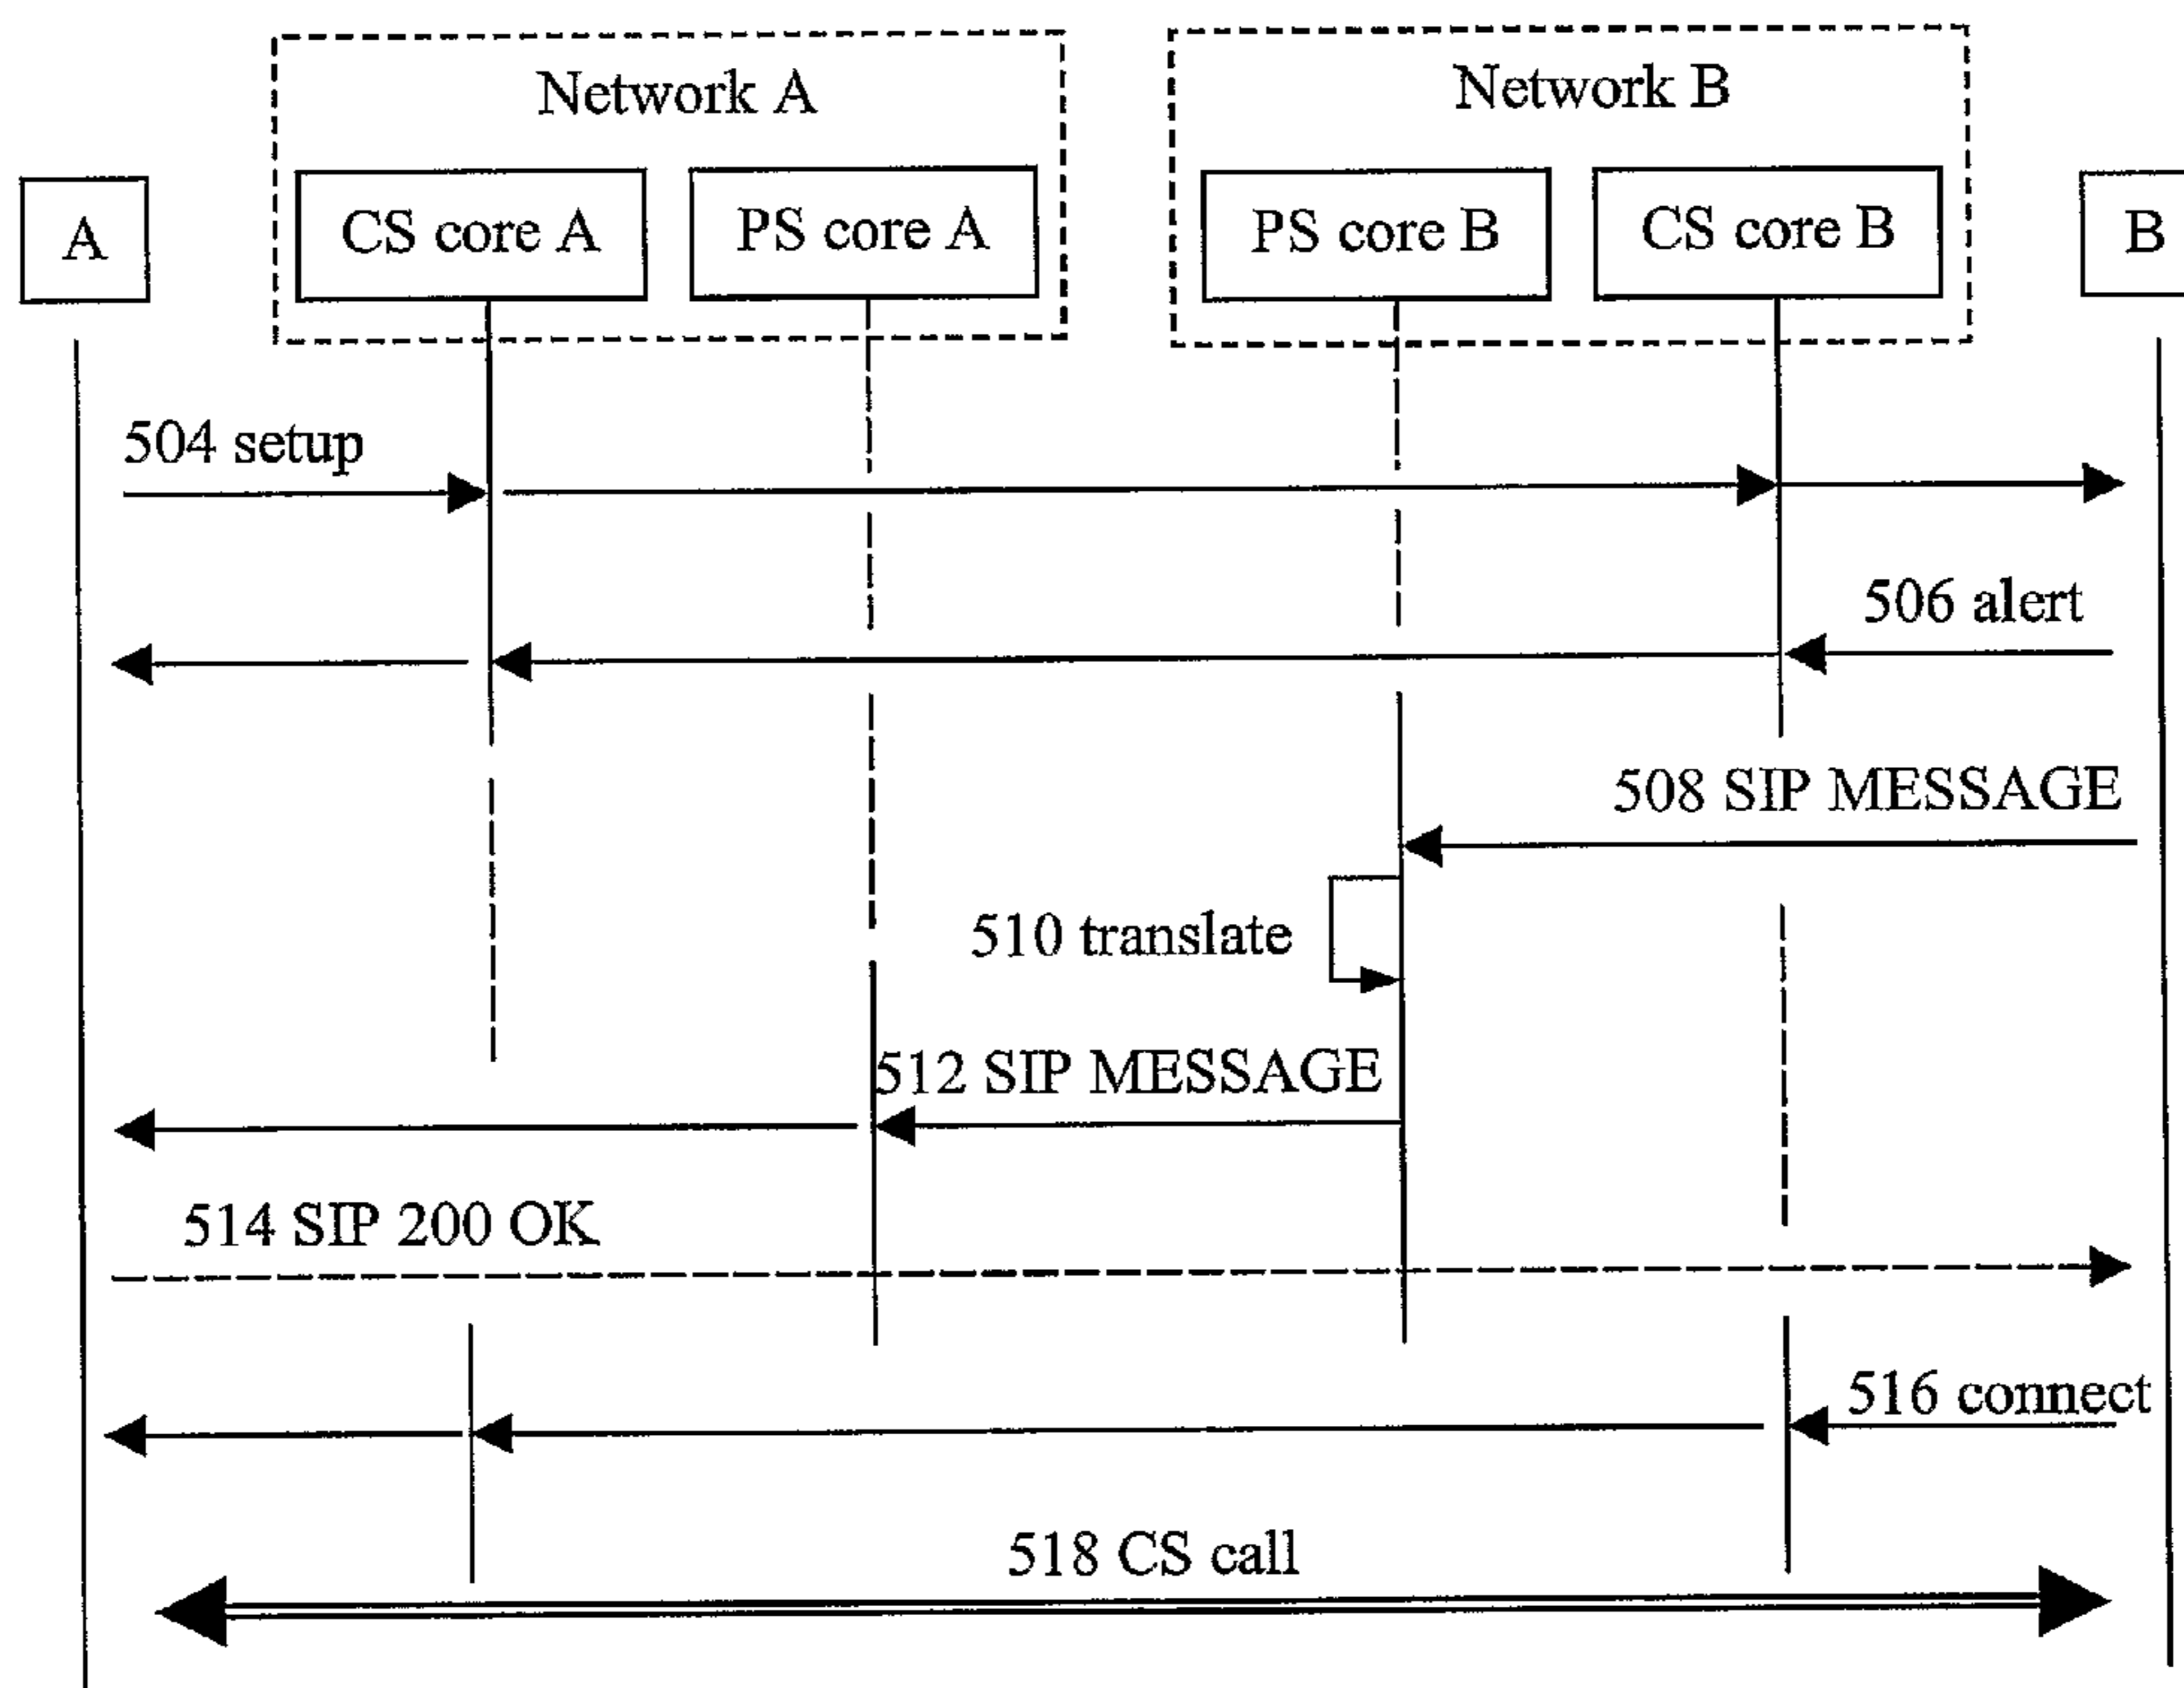 Network A
Network B
A
CS core A
PS core A
PS core B
CS core B
B
504 setup
506 alert
508 SIP MESSAGE
510 translate
512 SIP MESSAGE
514 SIP 200 OK
516 connect
518 CS call